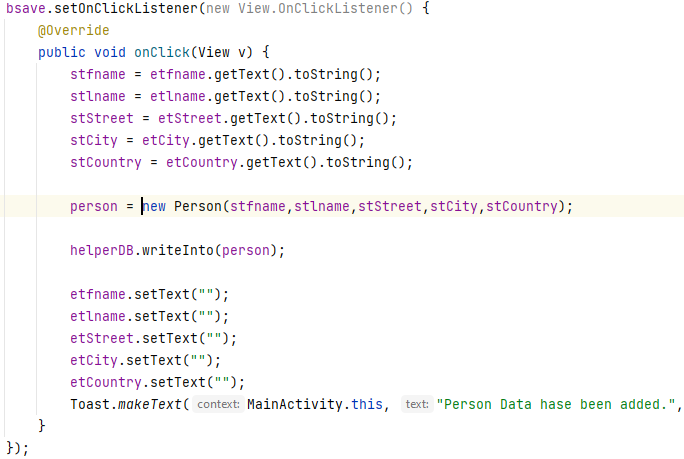 bsave.setOnClickListener(new View.OnClickListener() {
@Override
public void onClick(View v) {
stfname = etfname.getText().toString();
stlname = etlname.getText().toString();
stStreet = etStreet.getText().toString();
stCity = etCity.getText().toString();
stCountry = etCountry.getText().toString();
person = new Person(stfname,stlname,stStreet,stCity,stCountry);
helperDB.writeInto(person);
etfname.setText("");
etlname.setText("");
etStreet.setText("");
etCity.setText("");
etCountry.setText("");
Toast.makeText( context: MainActivity.this, text: "Person Data hase been added.",
}
});